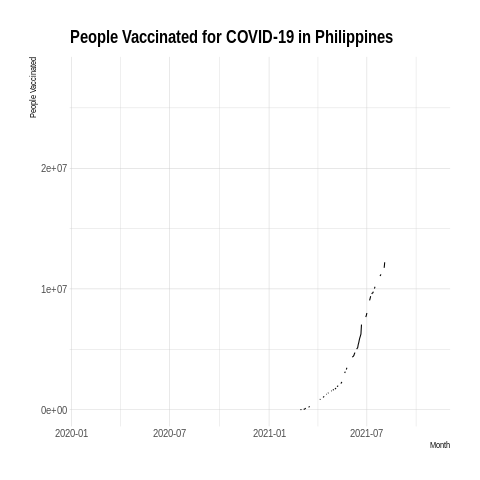 People Vaccinated for COVID-19 in Philippines
People Vaccinated
2e+07
1e+07
0e+00
2020-01 2020-07 2021-01 2021-07
Month